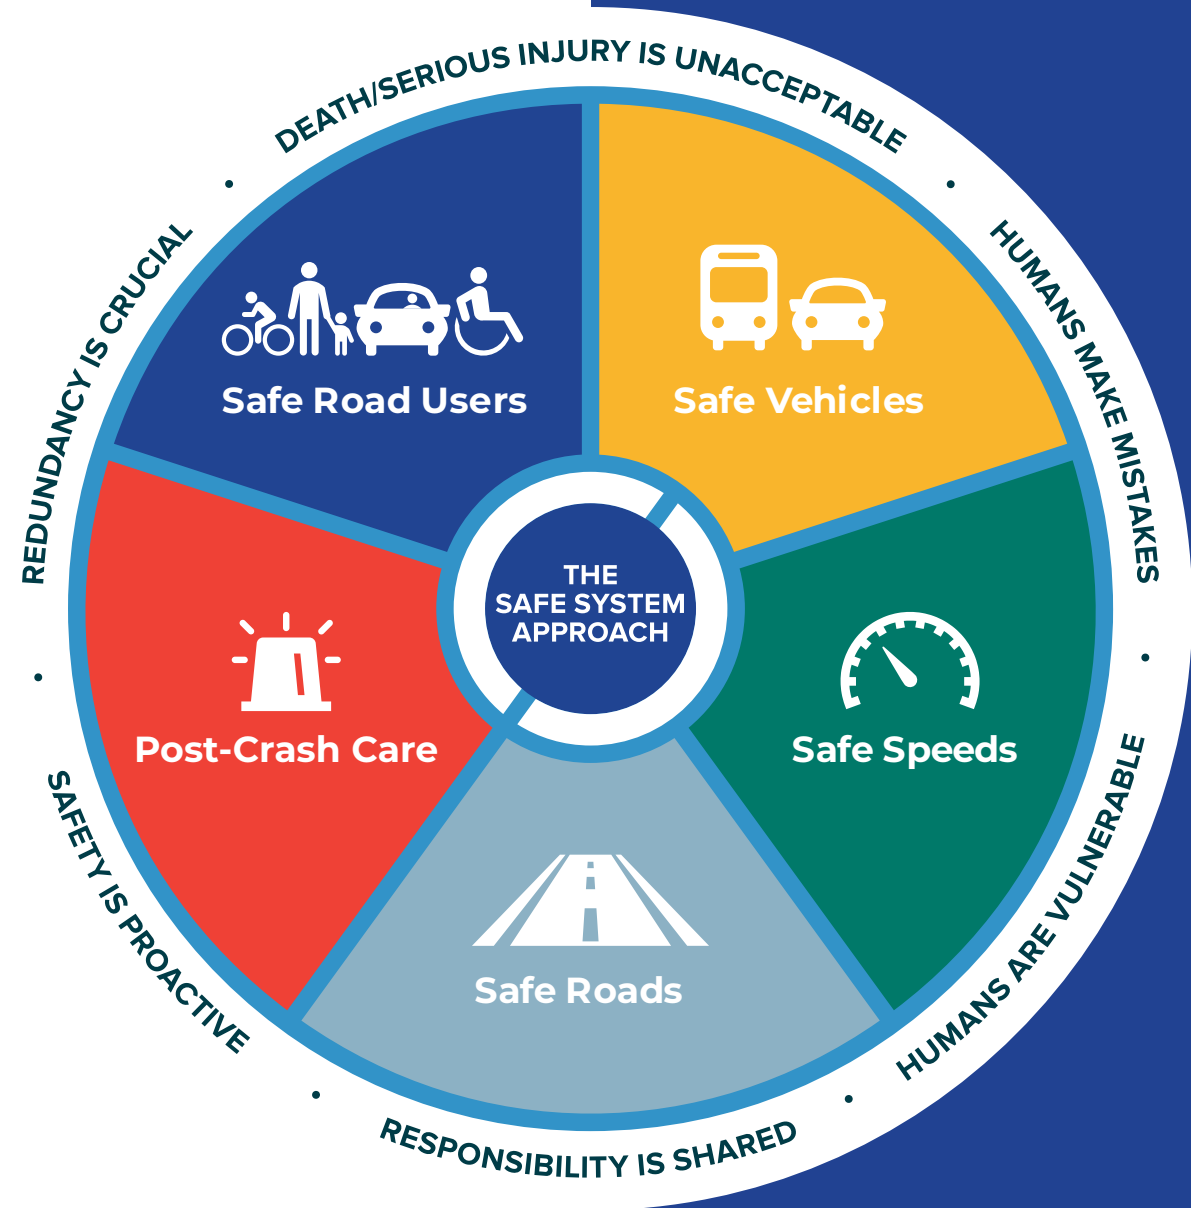 DEATH/SERIOUS INJURY IS UNACCEPTABLE
HUMANS MAKE MISTAKES
HUMANS ARE VULNERABLE
RESPONSIBILITY IS SHARED
SAFETY IS PROACTIVE
REDUNDANCY IS CRUCIAL
Safe Road Users
Safe Vehicles
Safe Speeds
Safe Roads
Post-Crash Care
THE
SAFE SYSTEM
APPROACH